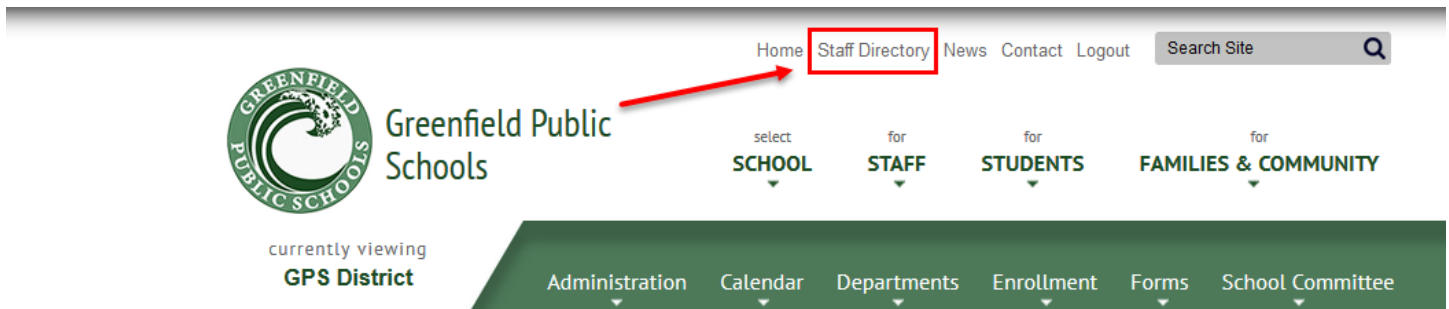 Home Staff Directory News Contact Logout Search Site
GREENFIELD PUBLIC SCHOOLS
Greenfield Public
Schools
select for for for
SCHOOL STAFF STUDENTS FAMILIES & COMMUNITY
currently viewing
GPS District
Administration Calendar Departments Enrollment Forms School Committee